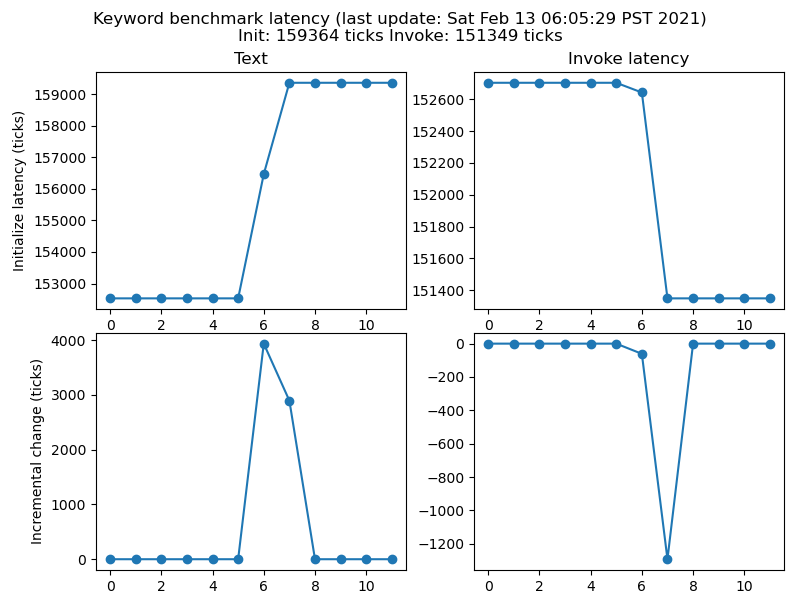 Keyword benchmark latency (last update: Sat Feb 13 06:05:29 PST 2021)
Init: 159364 ticks Invoke: 151349 ticks
Text
Invoke latency
Initialize latency (ticks)
159000
158000
157000
156000
155000
154000
153000
0 2 4 6 8 10
152600
152400
152200
152000
151800
151600
151400
0 2 4 6 8 10
Incremental change (ticks)
4000
3000
2000
1000
0
0 2 4 6 8 10
0
−200
−400
−600
−800
−1000
−1200
0 2 4 6 8 10